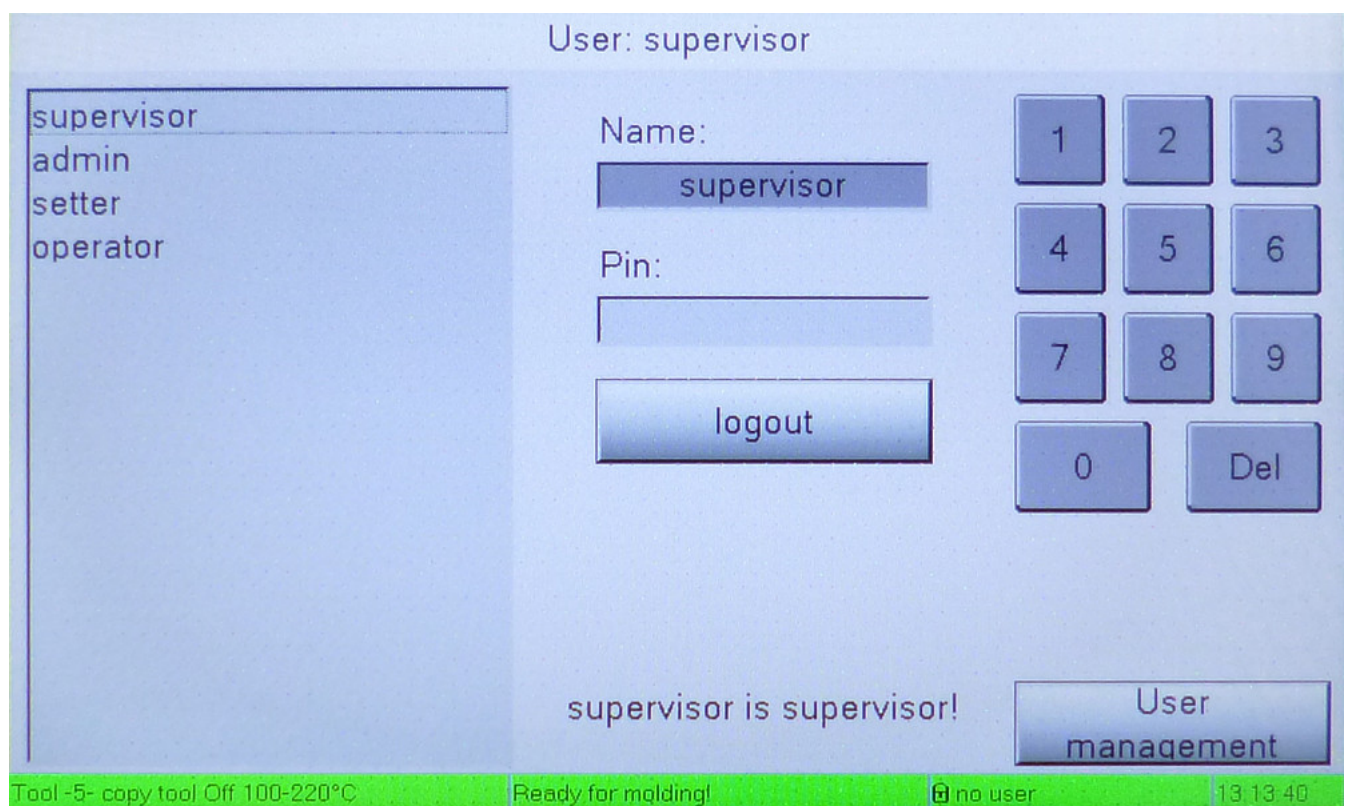 User: supervisor
supervisor
admin
setter
operator
Name:
supervisor
Pin:
logout
1 2 3
4 5 6
7 8 9
0 Del
supervisor is supervisor!
User
management
Tool -5- copy tool Off 100-220°C
Ready for molding!
no user
13:13:40